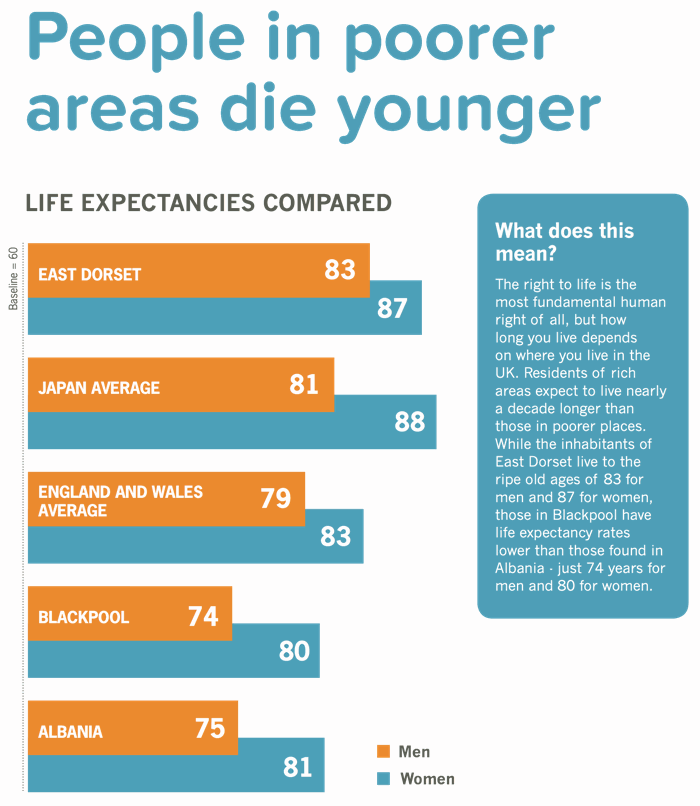 People in poorer
areas die younger
LIFE EXPECTANCIES COMPARED
Baseline = 60
EAST DORSET
83
87
JAPAN AVERAGE
81
88
ENGLAND AND WALES
AVERAGE
79
83
BLACKPOOL
74
80
ALBANIA
75
81
Men
Women
What does this
mean?
The right to life is the
most fundamental human
right of all, but how
long you live depends
on where you live in the
UK. Residents of rich
areas expect to live nearly
a decade longer than
those in poorer places.
While the inhabitants of
East Dorset live to the
ripe old ages of 83 for
men and 87 for women,
those in Blackpool have
life expectancy rates
lower than those found in
Albania - just 74 years for
men and 80 for women.